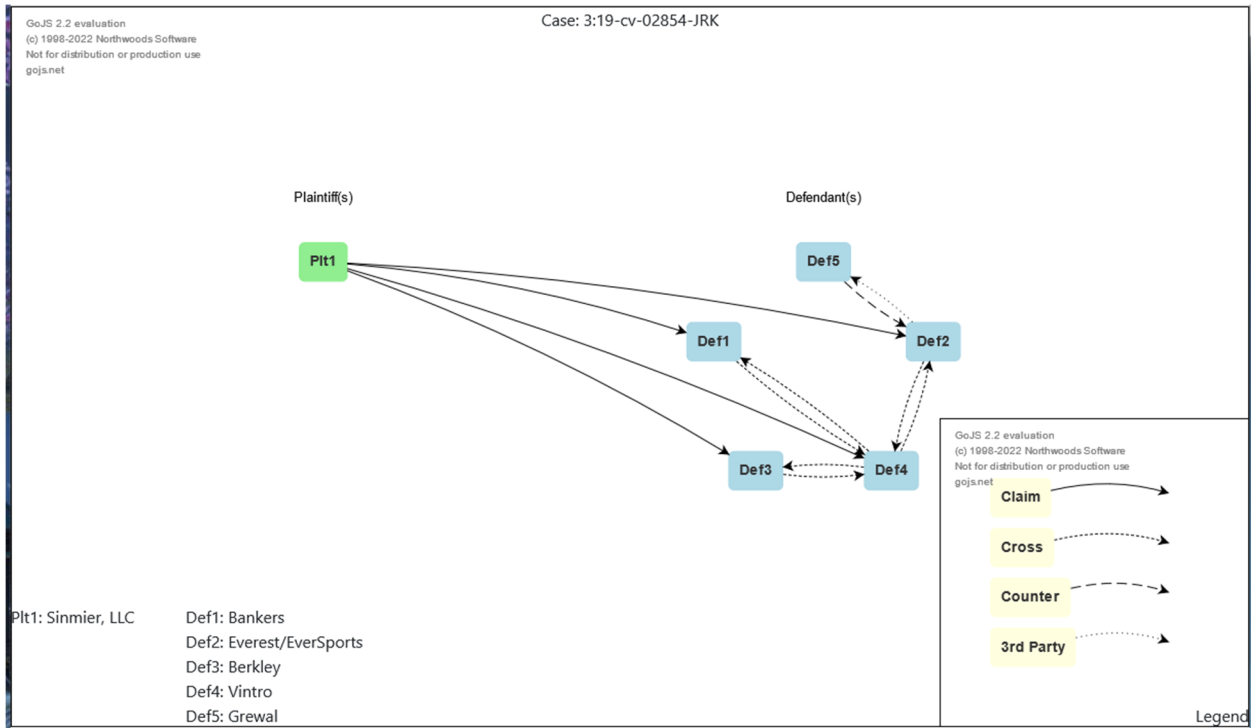 Case: 3:19-cv-02854-JRK
GoJS 2.2 evaluation
(c) 1998-2022 Northwoods Software
Not for distribution or production use
gojs.net
Plaintiff(s)
Defendant(s)
Plt1
Def5
Def1
Def2
Def3
Def4
GoJS 2.2 evaluation
(c) 1998-2022 Northwoods Software
Not for distribution or production use
gojs.net
Claim
Cross
Counter
3rd Party
Legend
Plt1: Sinmier, LLC
Def1: Bankers
Def2: Everest/EverSports
Def3: Berkley
Def4: Vintro
Def5: Grewal